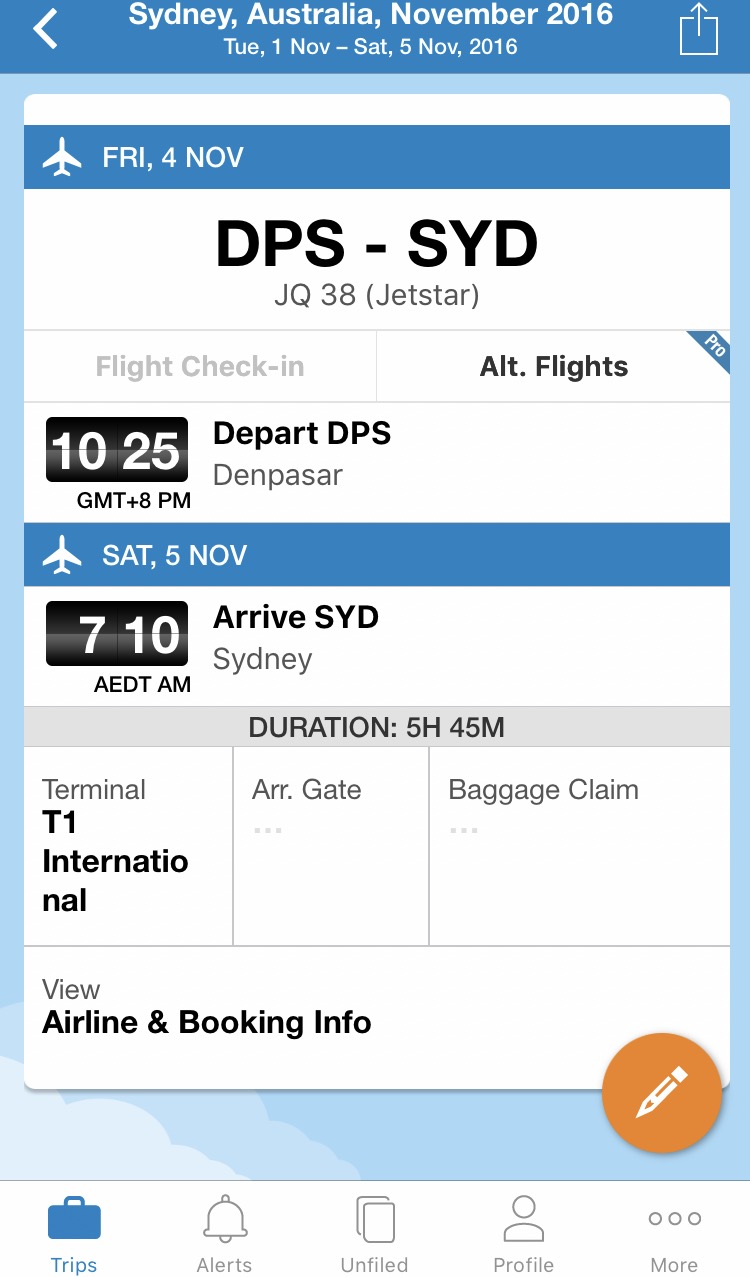 Sydney, Australia, November 2016
Tue, 1 Nov – Sat, 5 Nov, 2016
FRI, 4 NOV
DPS - SYD
JQ 38 (Jetstar)
Flight Check-in
Alt. Flights
Pro
10 25
Depart DPS
Denpasar
GMT+8 PM
SAT, 5 NOV
7 10
Arrive SYD
Sydney
AEDT AM
DURATION: 5H 45M
Terminal
T1
Internatio
nal
Arr. Gate
...
Baggage Claim
...
View
Airline & Booking Info
Trips
Alerts
Unfiled
Profile
More